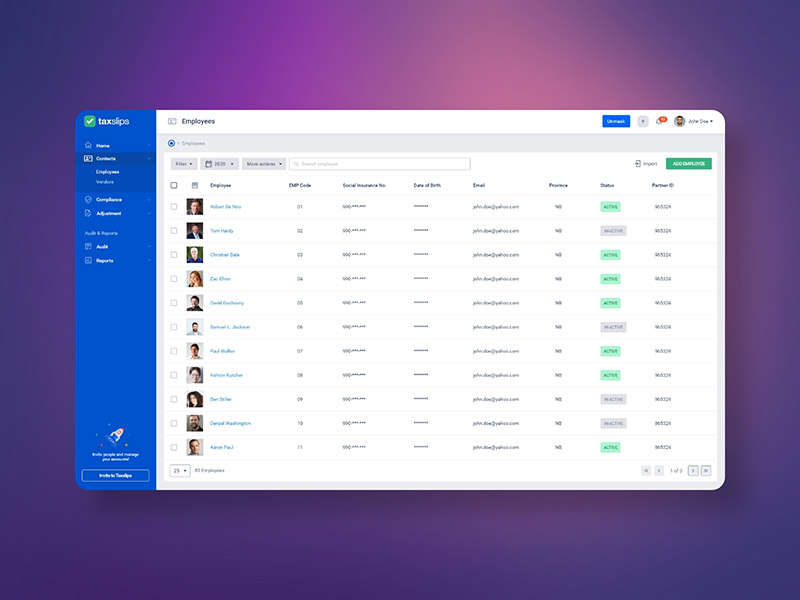 taxslips
Employees
Unmask
John Doe
Home
Contacts
Employees
Vendors
Compliance
Adjustment
Audit & Reports
Audit
Reports
Invite people and manage
your accounts!
Invite to Taxslips
Employees
Filter
2020
More actions
Search employee
Import
ADD EMPLOYEE
Employee EMP Code Social Insurance No. Date of Birth Email Province Status Partner ID
Robert De Niro 01 990-***-*** ******* john.doe@yahoo.com NB ACTIVE 965324
Tom Hardy 02 990-***-*** ******* john.doe@yahoo.com NB IN ACTIVE 965324
Christian Bale 03 990-***-*** ******* john.doe@yahoo.com NB ACTIVE 965324
Zac Efron 04 990-***-*** ******* john.doe@yahoo.com NB ACTIVE 965324
David Duchovny 05 990-***-*** ******* john.doe@yahoo.com NB ACTIVE 965324
Samuel L. Jackson 06 990-***-*** ******* john.doe@yahoo.com NB IN ACTIVE 965324
Paul Walker 07 990-***-*** ******* john.doe@yahoo.com NB ACTIVE 965324
Ashton Kutcher 08 990-***-*** ******* john.doe@yahoo.com NB ACTIVE 965324
Ben Stiller 09 990-***-*** ******* john.doe@yahoo.com NB IN ACTIVE 965324
Denzel Washington 10 990-***-*** ******* john.doe@yahoo.com NB IN ACTIVE 965324
Aaron Paul 11 990-***-*** ******* john.doe@yahoo.com NB ACTIVE 965324
25
Employees
1 of 3